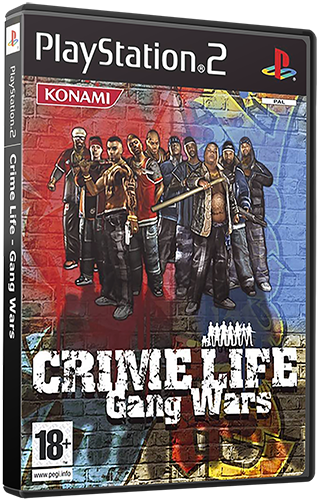 PlayStation®2
PAL
KONAMI
CRIME LIFE
Gang Wars
18+
www.pegi.info
PlayStation®2
Crime Life - Gang Wars